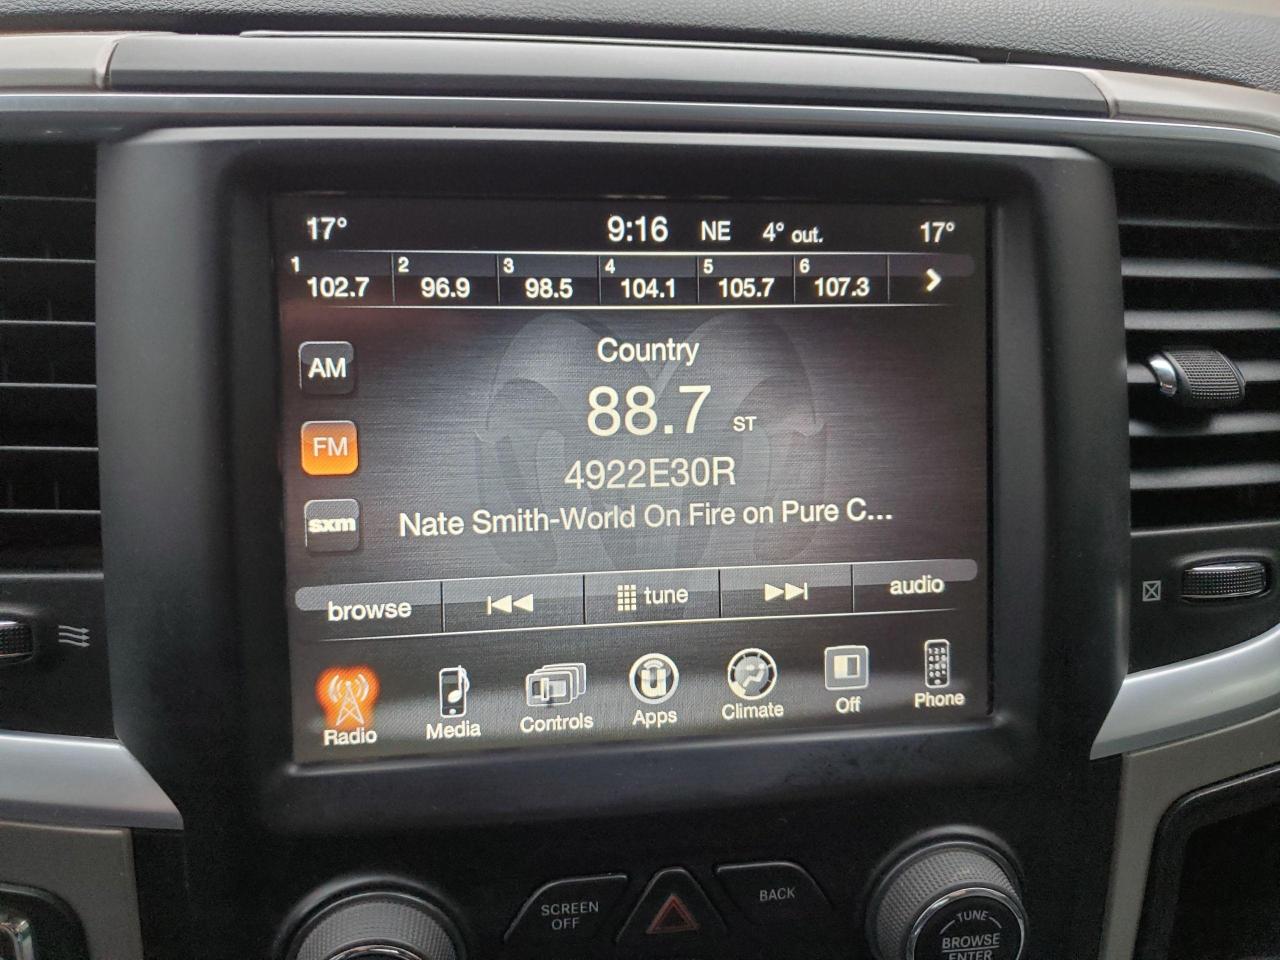 17° 9:16 NE 4° out. 17°
1 2 3 4 5 6
102.7 96.9 98.5 104.1 105.7 107.3
AM
FM
sxm
Country
88.7 ST
4922E30R
Nate Smith-World On Fire on Pure C...
browse tune audio
Radio Media Controls Apps Climate Off Phone
SCREEN
OFF
BACK
TUNE
BROWSE
ENTER